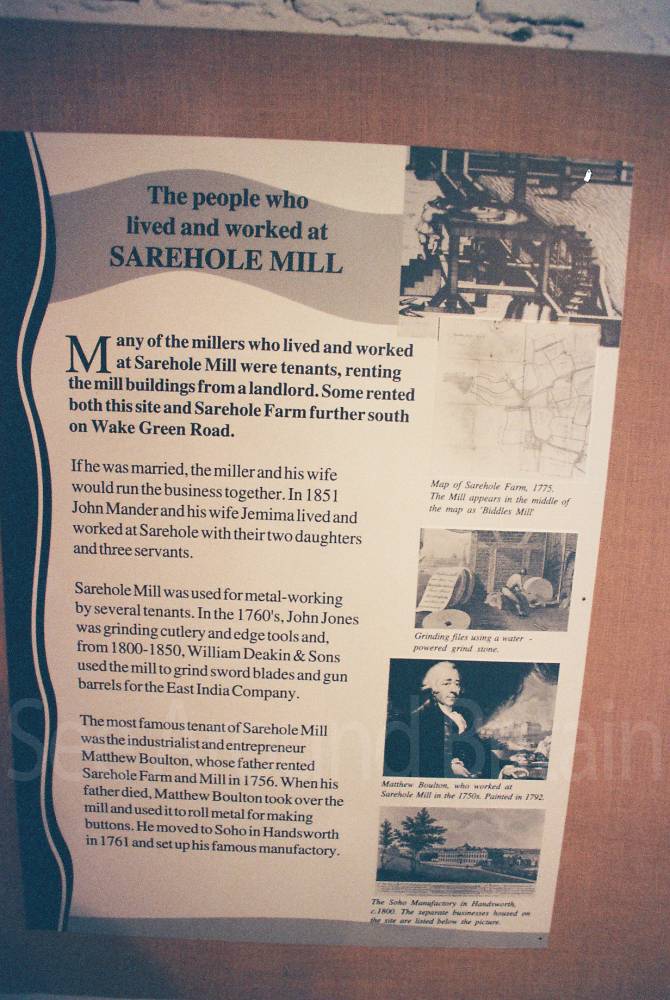 The people who
lived and worked at
SAREHOLE MILL
Many of the millers who lived and worked
at Sarehole Mill were tenants, renting
the mill buildings from a landlord. Some rented
both this site and Sarehole Farm further south
on Wake Green Road.
If he was married, the miller and his wife
would run the business together. In 1851
John Mander and his wife Jemima lived and
worked at Sarehole with their two daughters
and three servants.
Sarehole Mill was used for metal-working
by several tenants. In the 1760's, John Jones
was grinding cutlery and edge tools and,
from 1800-1850, William Deakin & Sons
used the mill to grind sword blades and gun
barrels for the East India Company.
The most famous tenant of Sarehole Mill
was the industrialist and entrepreneur
Matthew Boulton, whose father rented
Sarehole Farm and Mill in 1756. When his
father died, Matthew Boulton took over the
mill and used it to roll metal for making
buttons. He moved to Soho in Handsworth
in 1761 and set up his famous manufactory.
Map of Sarehole Farm, 1775.
The Mill appears in the middle of
the map as 'Biddles Mill'
Grinding files using a water -
powered grind stone.
Matthew Boulton, who worked at
Sarehole Mill in the 1750s. Painted in 1792.
The Soho Manufactory in Handsworth,
c.1800. The separate businesses housed on
the site are listed below the picture.
See Around Britain